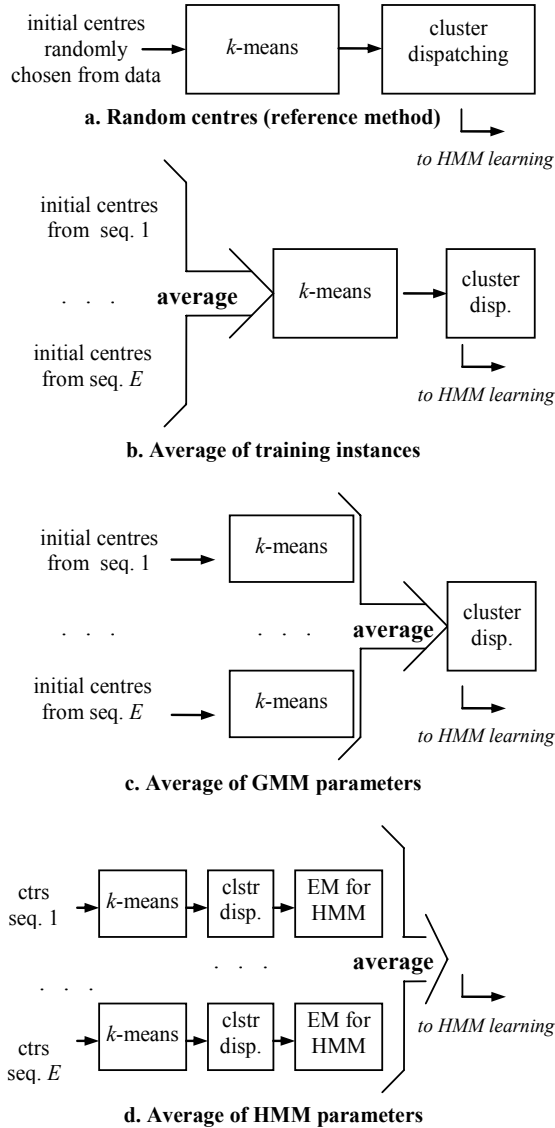 initial centres
randomly
chosen from data
k-means
cluster
dispatching
a. Random centres (reference method)
to HMM learning
initial centres
from seq. 1
. . .
average
k-means
cluster
disp.
initial centres
from seq. E
to HMM learning
b. Average of training instances
initial centres
from seq. 1
k-means
. . .
. . .
average
cluster
disp.
initial centres
from seq. E
k-means
to HMM learning
c. Average of GMM parameters
ctrs
seq. 1
k-means
clstr
disp.
EM for
HMM
. . .
. . .
average
ctrs
seq. E
k-means
clstr
disp.
EM for
HMM
to HMM learning
d. Average of HMM parameters